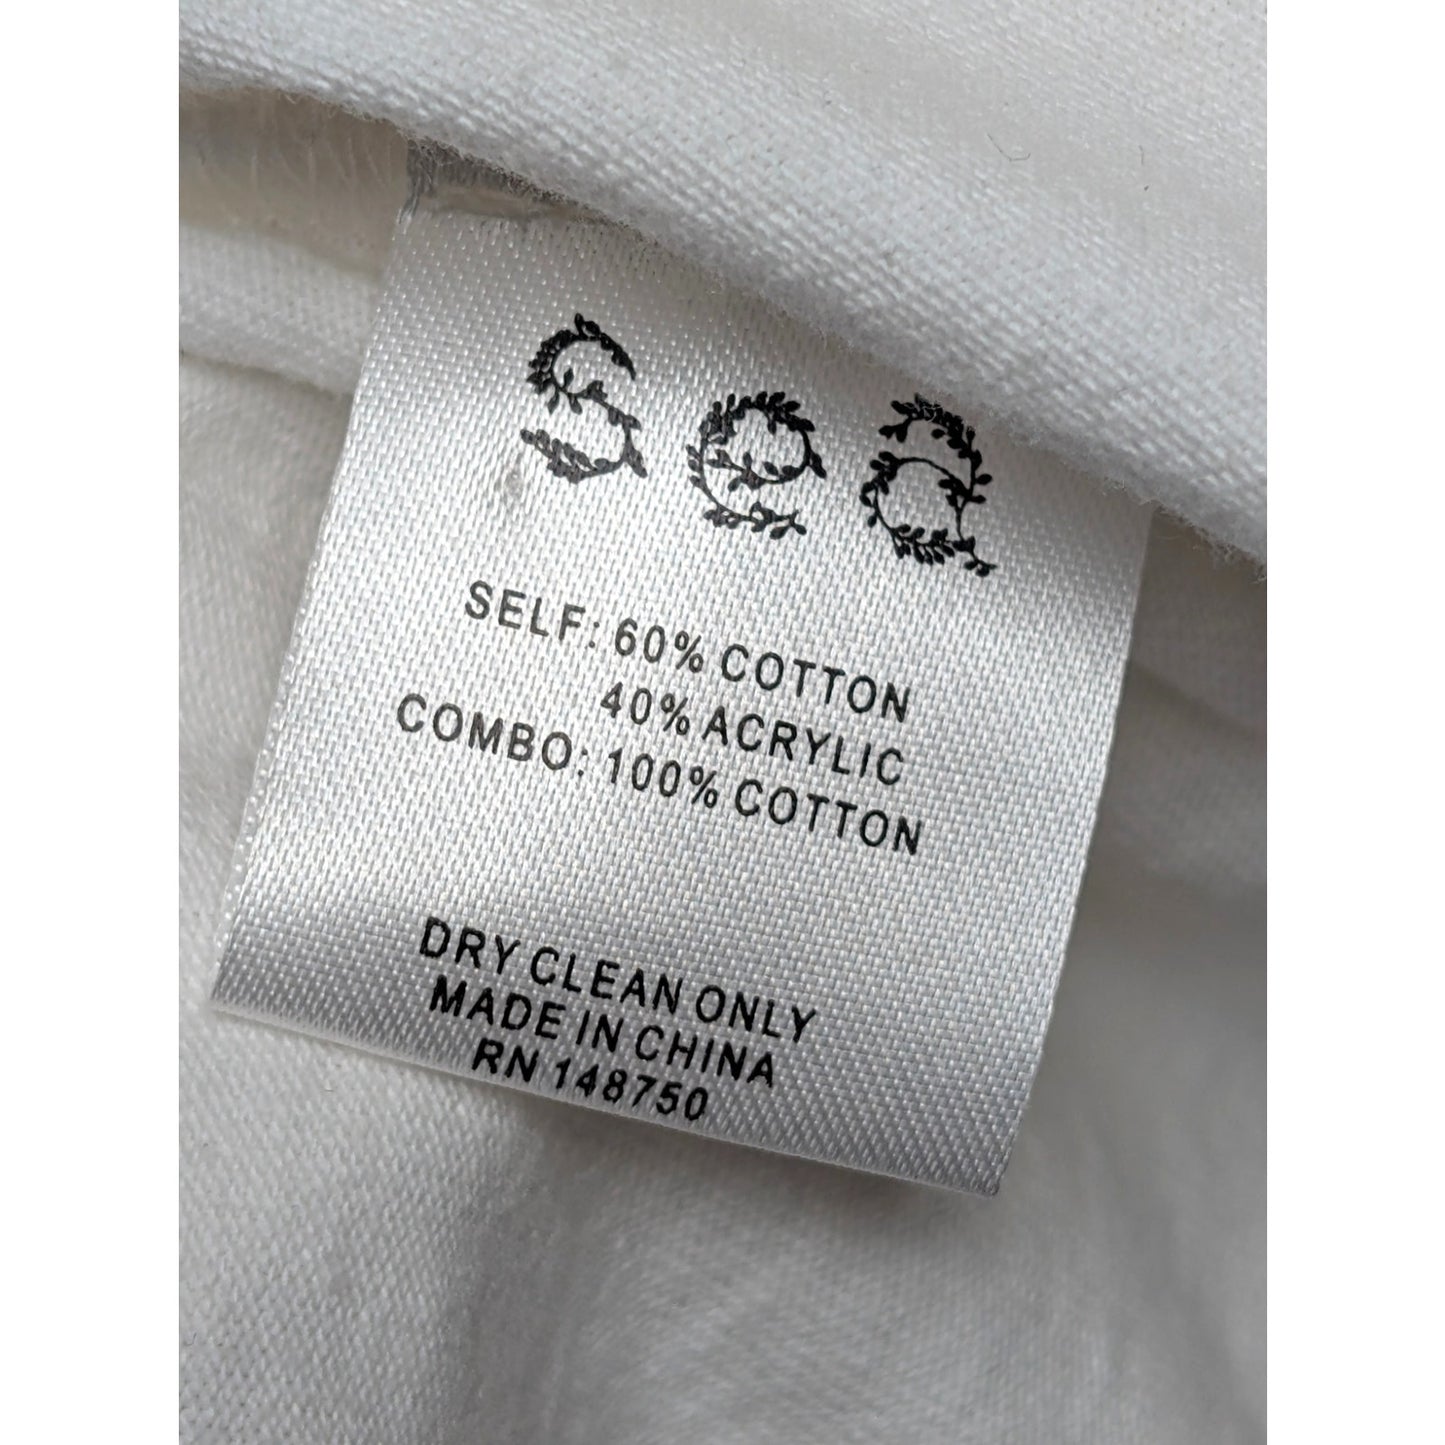 sea
SELF: 60% COTTON
40% ACRYLIC
COMBO: 100% COTTON
DRY CLEAN ONLY
MADE IN CHINA
RN 148750